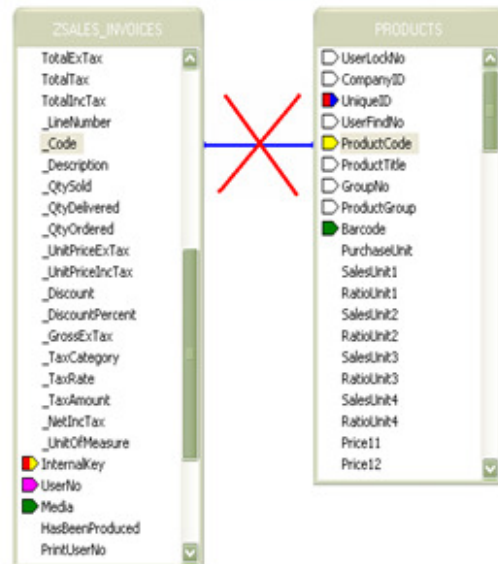 ZSALES_INVOICES
TotalExTax
TotalTax
TotalIncTax
_LineNumber
_Code
_Description
_QtySold
_QtyDelivered
_QtyOrdered
_UnitPriceExTax
_UnitPriceIncTax
_Discount
_DiscountPercent
_GrossExTax
_TaxCategory
_TaxRate
_TaxAmount
_NetIncTax
_UnitOfMeasure
InternalKey
UserNo
Media
HasBeenProduced
PrintUserNo
PRODUCTS
UserLockNo
CompanyID
UniqueID
UserFindNo
ProductCode
ProductTitle
GroupNo
ProductGroup
Barcode
PurchaseUnit
SalesUnit1
RatioUnit1
SalesUnit2
RatioUnit2
SalesUnit3
RatioUnit3
SalesUnit4
RatioUnit4
Price11
Price12